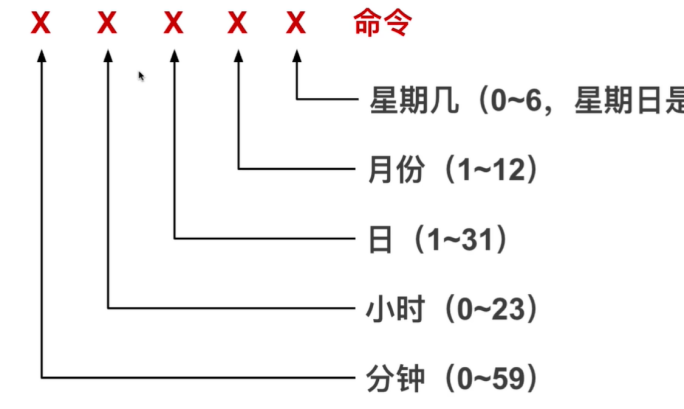 X X X X X 命令
星期几（0~6，星期日是
月份（1~12）
日（1~31）
小时（0~23）
分钟（0~59）